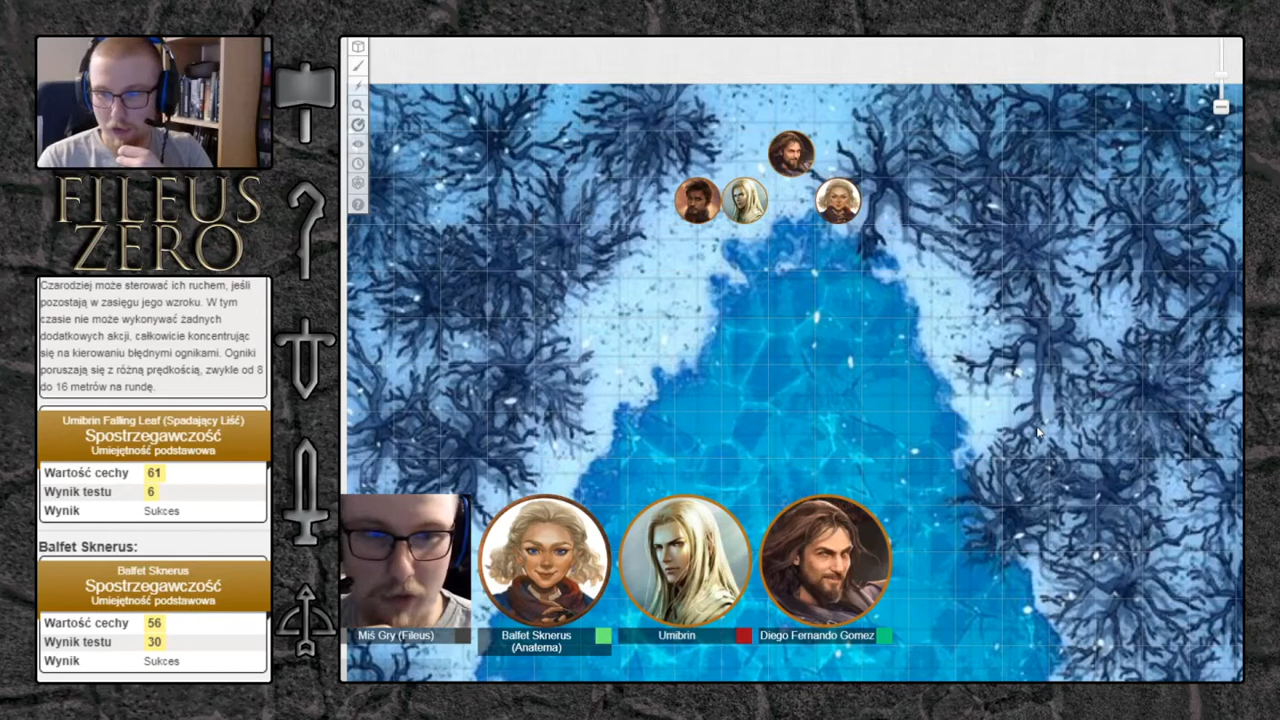 FILEUS
ZERO
Czarodziej może sterować ich ruchem, jeśli
pozostają w zasięgu jego wzroku. W tym
czasie nie może wykonywać żadnych
dodatkowych akcji, całkowicie koncentrując
się na kierowaniu błędnymi ognikami. Ogniki
poruszają się z różną prędkością, zwykle od 8
do 16 metrów na rundę.
Umibrin Falling Leaf (Spadający Liść)
Spostrzegawczość
Umiejętność podstawowa
Wartość cechy 61
Wynik testu 6
Wynik Sukces
Balfet Sknerus:
Balfet Sknerus
Spostrzegawczość
Umiejętność podstawowa
Wartość cechy 56
Wynik testu 30
Wynik Sukces
Miś Gry (Fileus)
Balfet Sknerus
(Anatema)
Umibrin
Diego Fernando Gomez